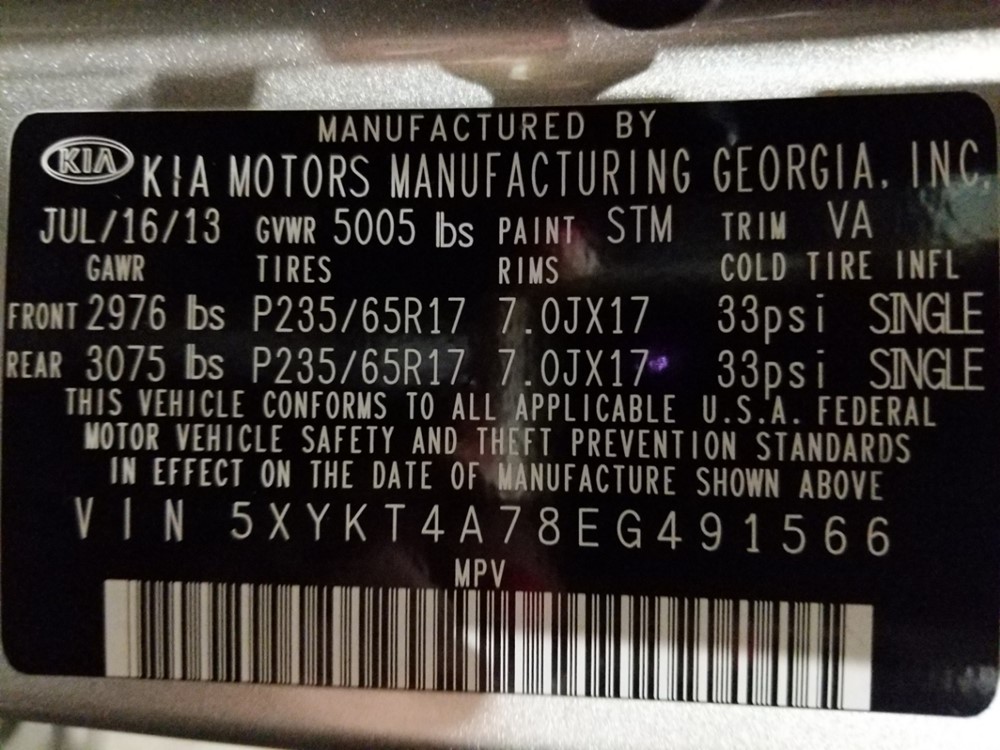 MANUFACTURED BY
KIA KIA MOTORS MANUFACTURING GEORGIA, INC.
JUL/16/13 GVWR 5005 lbs PAINT STM TRIM VA
GAWR TIRES RIMS COLD TIRE INFL
FRONT 2976 lbs P235/65R17 7.0JX17 33psi SINGLE
REAR 3075 lbs P235/65R17 7.0JX17 33psi SINGLE
THIS VEHICLE CONFORMS TO ALL APPLICABLE U.S.A. FEDERAL
MOTOR VEHICLE SAFETY AND THEFT PREVENTION STANDARDS
IN EFFECT ON THE DATE OF MANUFACTURE SHOWN ABOVE
VIN 5XYKT4A78EG491566
MPV